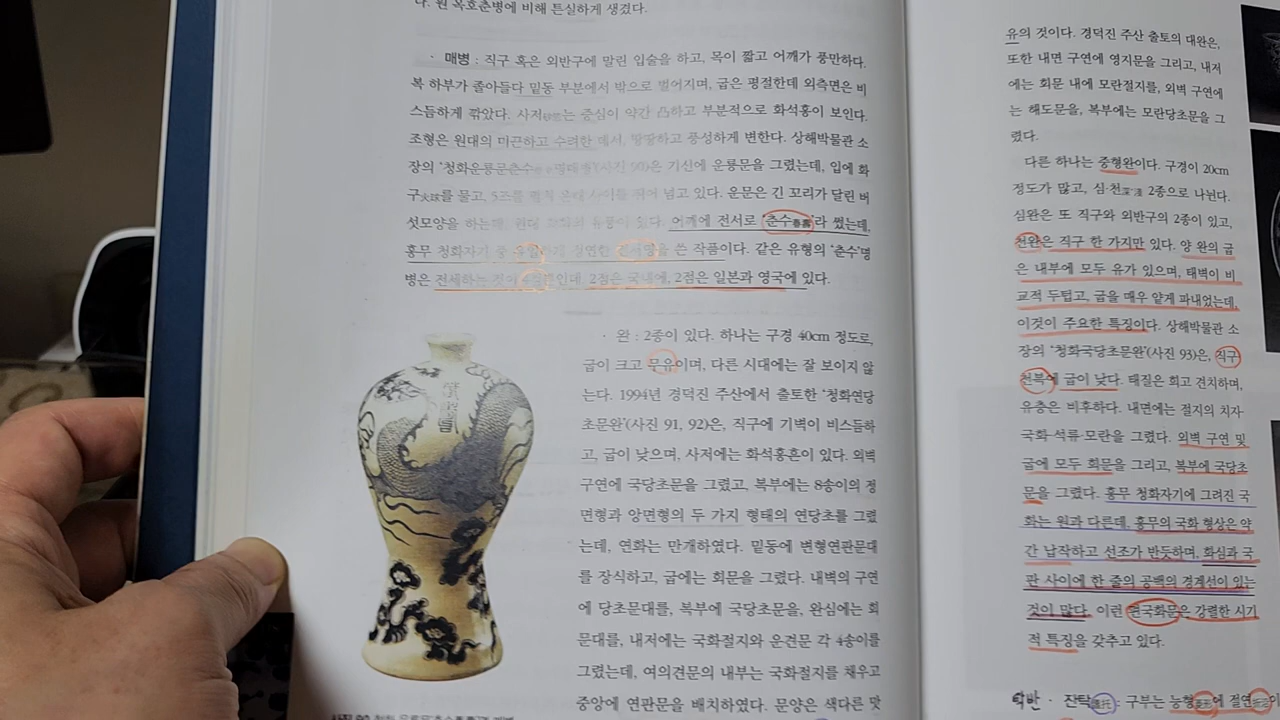 다. 원 옥호춘병에 비해 튼실하게 생겼다.
· 매병 : 직구 혹은 외반구에 말린 입술을 하고, 목이 짧고 어깨가 풍만하다.
복 하부가 졸아들다 밑동 부분에서 밖으로 벌어지며, 굽은 평절한데 외측면은 비
스듬하게 깎았다. 사저는 중심이 약간 凸하고 부분적으로 화석홍이 보인다.
조형은 원대의 미끈하고 수려한 데서, 땅땅하고 풍성하게 변한다. 상해박물관 소
장의 '청화운룡문춘수 명매병'(사진 90)은 기신에 운룡문을 그렸는데, 입에 화
구火球를 물고, 5조를 펼쳐 사이를 뛰어 넘고 있다. 운문은 긴 꼬리가 달린 버
섯모양을 하는데 유풍이 있다. 어깨에 전서로 '춘수春壽'라 썼는데,
홍무 청화자기 중 쓴 작품이다. 같은 유형의 '춘수'명
병은 전세하는 것이 2점은 국내에, 2점은 일본과 영국에 있다.
· 완 : 2종이 있다. 하나는 구경 40cm 정도로,
굽이 크고 무유이며, 다른 시대에는 잘 보이지 않
는다. 1994년 경덕진 주산에서 출토한 '청화연당
초문완'(사진 91, 92)은, 직구에 기벽이 비스듬하
고, 굽이 낮으며, 사저에는 화석홍흔이 있다. 외벽
구연에 국당초문을 그렸고, 복부에는 8송이의 정
면형과 앙면형의 두 가지 형태의 연당초를 그렸
는데, 연화는 만개하였다. 밑동에 변형연판문대
를 장식하고, 굽에는 회문을 그렸다. 내벽의 구연
에 당초문대를, 복부에 국당초문을, 완심에는 회
문대를, 내저에는 국화절지와 운견문 각 4송이를
그렸는데, 여의견문의 내부는 국화절지를 채우고
중앙에 연판문을 배치하였다. 문양은 색다른 맛
유의 것이다. 경덕진 주산 출토의 대완은,
또한 내면 구연에 영지문을 그리고, 내저
에는 회문 내에 모란절지를, 외벽 구연에
는 해도문을, 복부에는 모란당초문을 그
렸다.
다른 하나는 중형완이다. 구경이 20cm
정도가 많고, 심·천深·淺 2종으로 나뉜다.
심완은 또 직구와 외반구의 2종이 있고,
천완은 직구 한 가지만 있다. 양 완의 굽
은 내부에 모두 유가 있으며, 태벽이 비
교적 두텁고, 굽을 매우 얕게 파내었는데,
이것이 주요한 특징이다. 상해박물관 소
장의 '청화국당초문완'(사진 93)은, 직구
천복에 굽이 낮다. 태질은 희고 견치하며,
유층은 비후하다. 내면에는 절지의 치자
·국화·석류·모란을 그렸다. 외벽 구연 및
굽에 모두 회문을 그리고, 복부에 국당초
문을 그렸다. 홍무 청화자기에 그려진 국
화는 원과 다른데, 홍무의 국화 형상은 약
간 납작하고 선조가 반듯하며, 화심과 국
판 사이에 한 줄의 공백의 경계선이 있는
것이 많다. 이런 편국화문은 강렬한 시기
적 특징을 갖추고 있다.
탁반 · 잔탁 : 구부는 능형에 절연